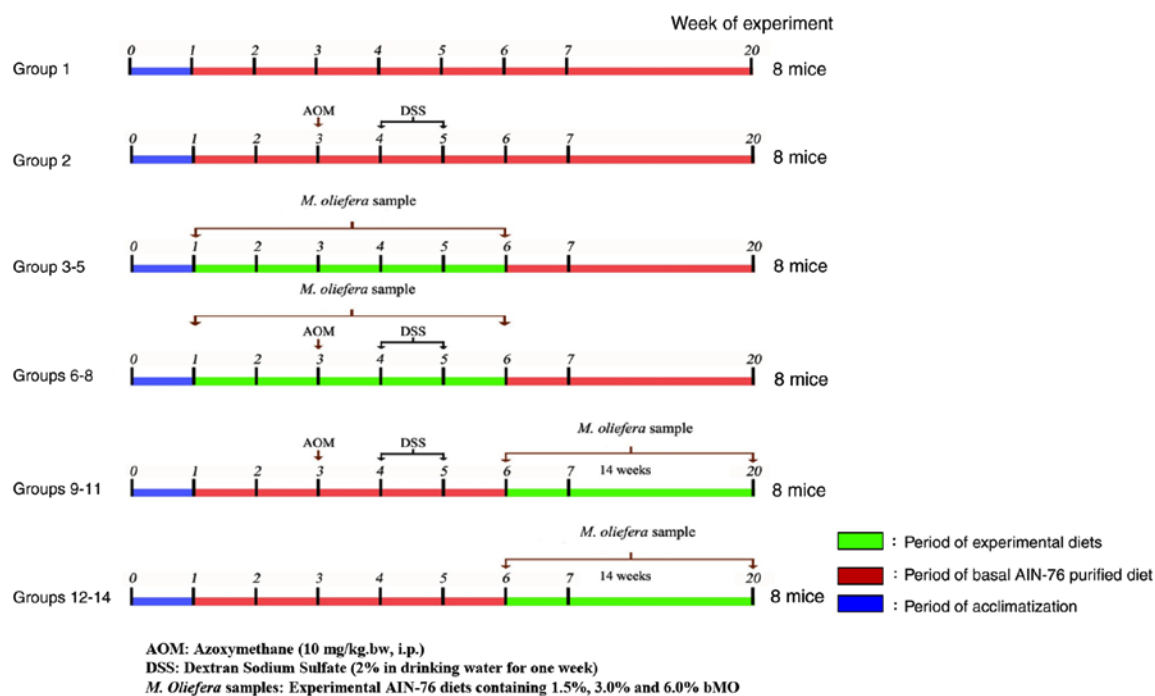 Week of experiment
0 1 2 3 4 5 6 7 20
Group 1 8 mice
AOM DSS
0 1 2 3 4 5 6 7 20
Group 2 8 mice
M. oliefera sample
0 1 2 3 4 5 6 7 20
Group 3-5 8 mice
M. oliefera sample
AOM DSS
0 1 2 3 4 5 6 7 20
Groups 6-8 8 mice
M. oliefera sample
AOM DSS 14 weeks
0 1 2 3 4 5 6 7 20
Groups 9-11 8 mice
M. oliefera sample
14 weeks
0 1 2 3 4 5 6 7 20
Groups 12-14 8 mice
: Period of experimental diets
: Period of basal AIN-76 purified diet
: Period of acclimatization
AOM: Azoxymethane (10 mg/kg.bw, i.p.)
DSS: Dextran Sodium Sulfate (2% in drinking water for one week)
M. Oliefera samples: Experimental AIN-76 diets containing 1.5%, 3.0% and 6.0% bMO